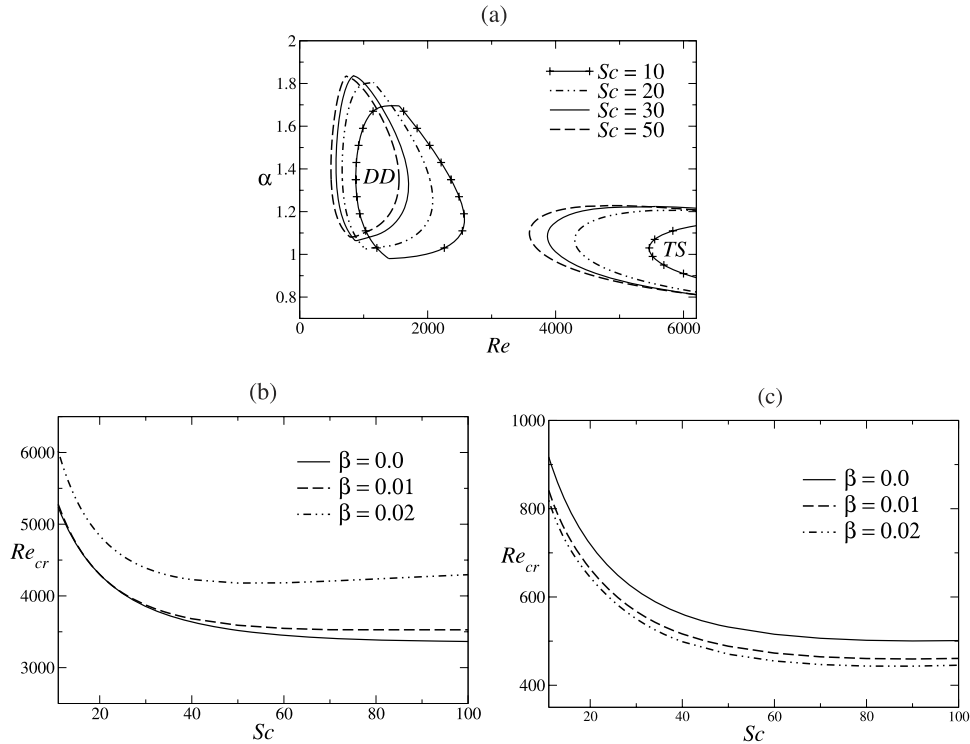 (a)
2
1.8
1.6
1.4
1.2
1
0.8
α
Sc = 10
Sc = 20
Sc = 30
Sc = 50
DD
TS
0 2000 4000 6000
Re
(b)
6000
5000
4000
3000
Re_cr
β = 0.0
β = 0.01
β = 0.02
20 40 60 80 100
Sc
(c)
1000
800
600
400
Re_cr
β = 0.0
β = 0.01
β = 0.02
20 40 60 80 100
Sc